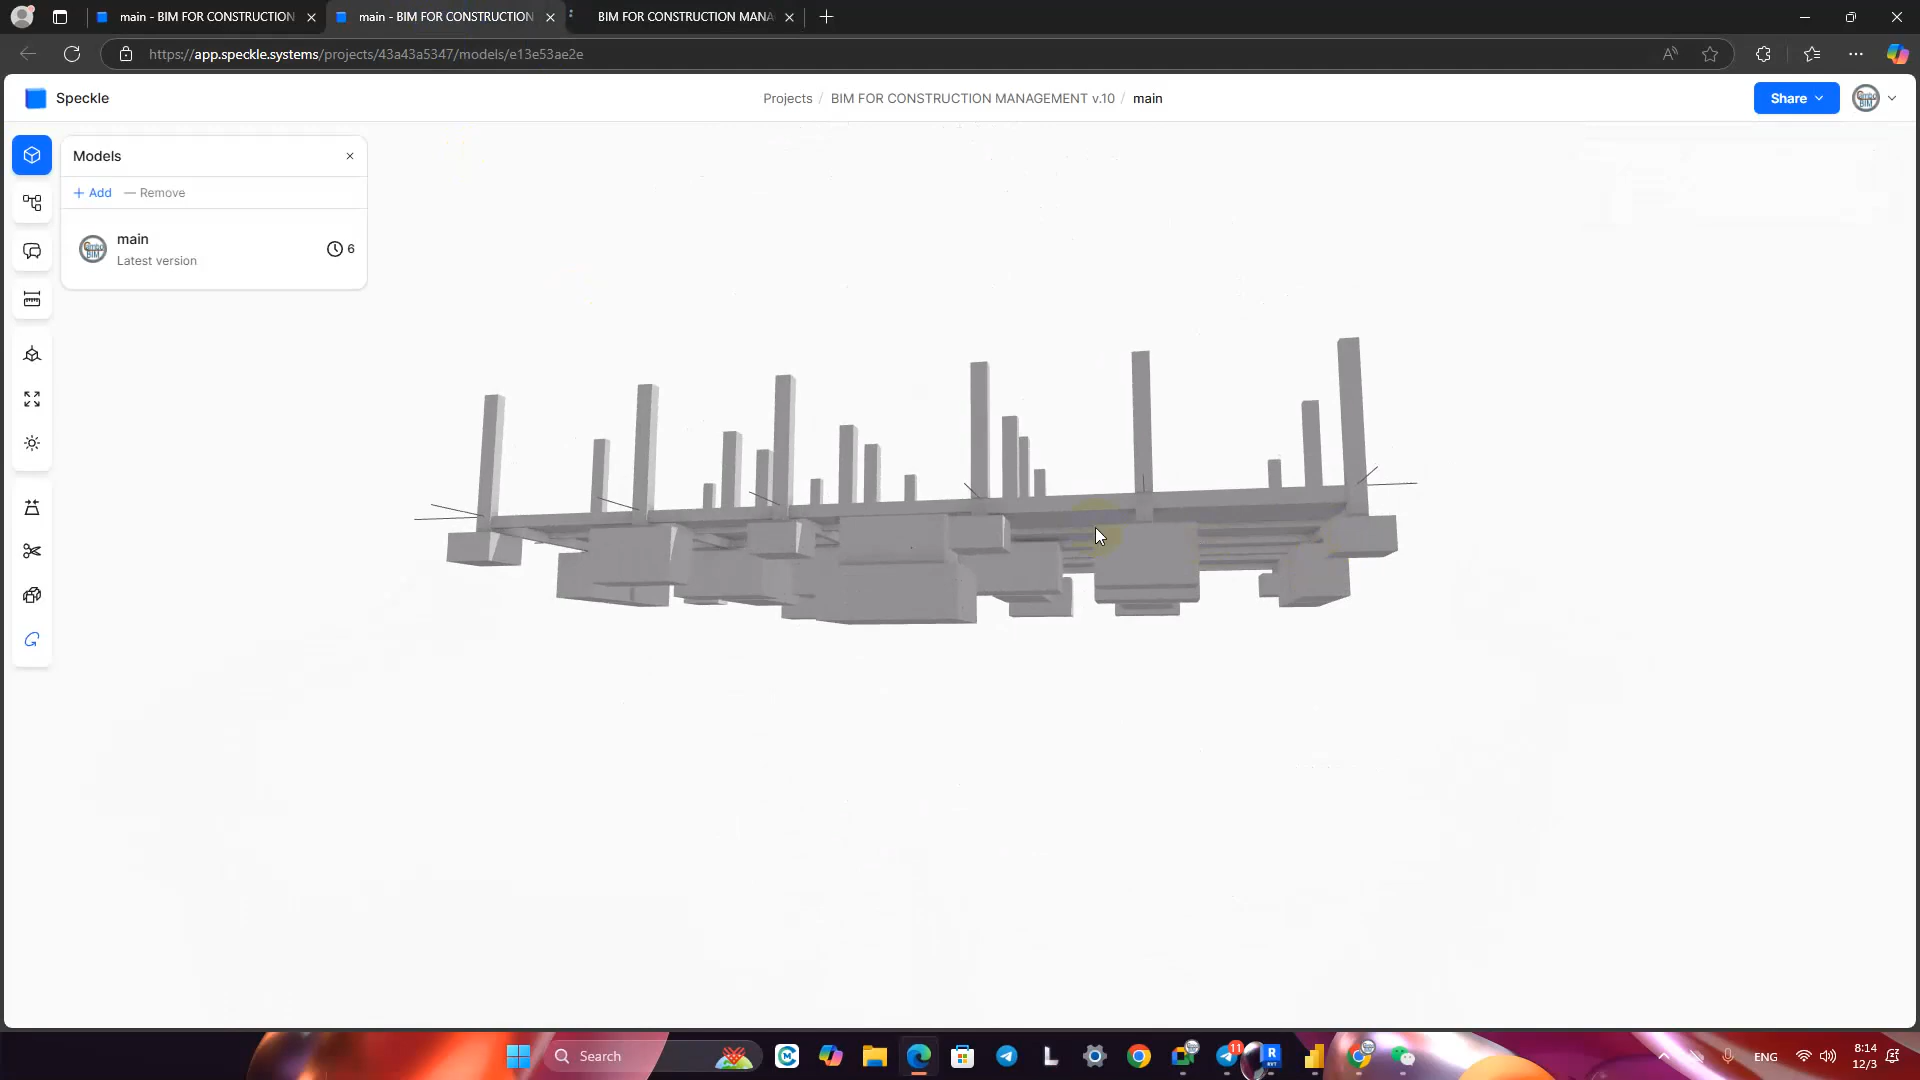 main - BIM FOR CONSTRUCTION
main - BIM FOR CONSTRUCTION
BIM FOR CONSTRUCTION MANA
https://app.speckle.systems/projects/43a43a5347/models/e13e53ae2e
Speckle
Projects / BIM FOR CONSTRUCTION MANAGEMENT v.10 / main
Share
Models
+ Add — Remove
main
6
Latest version
Search
11
ENG
8:14
12/3